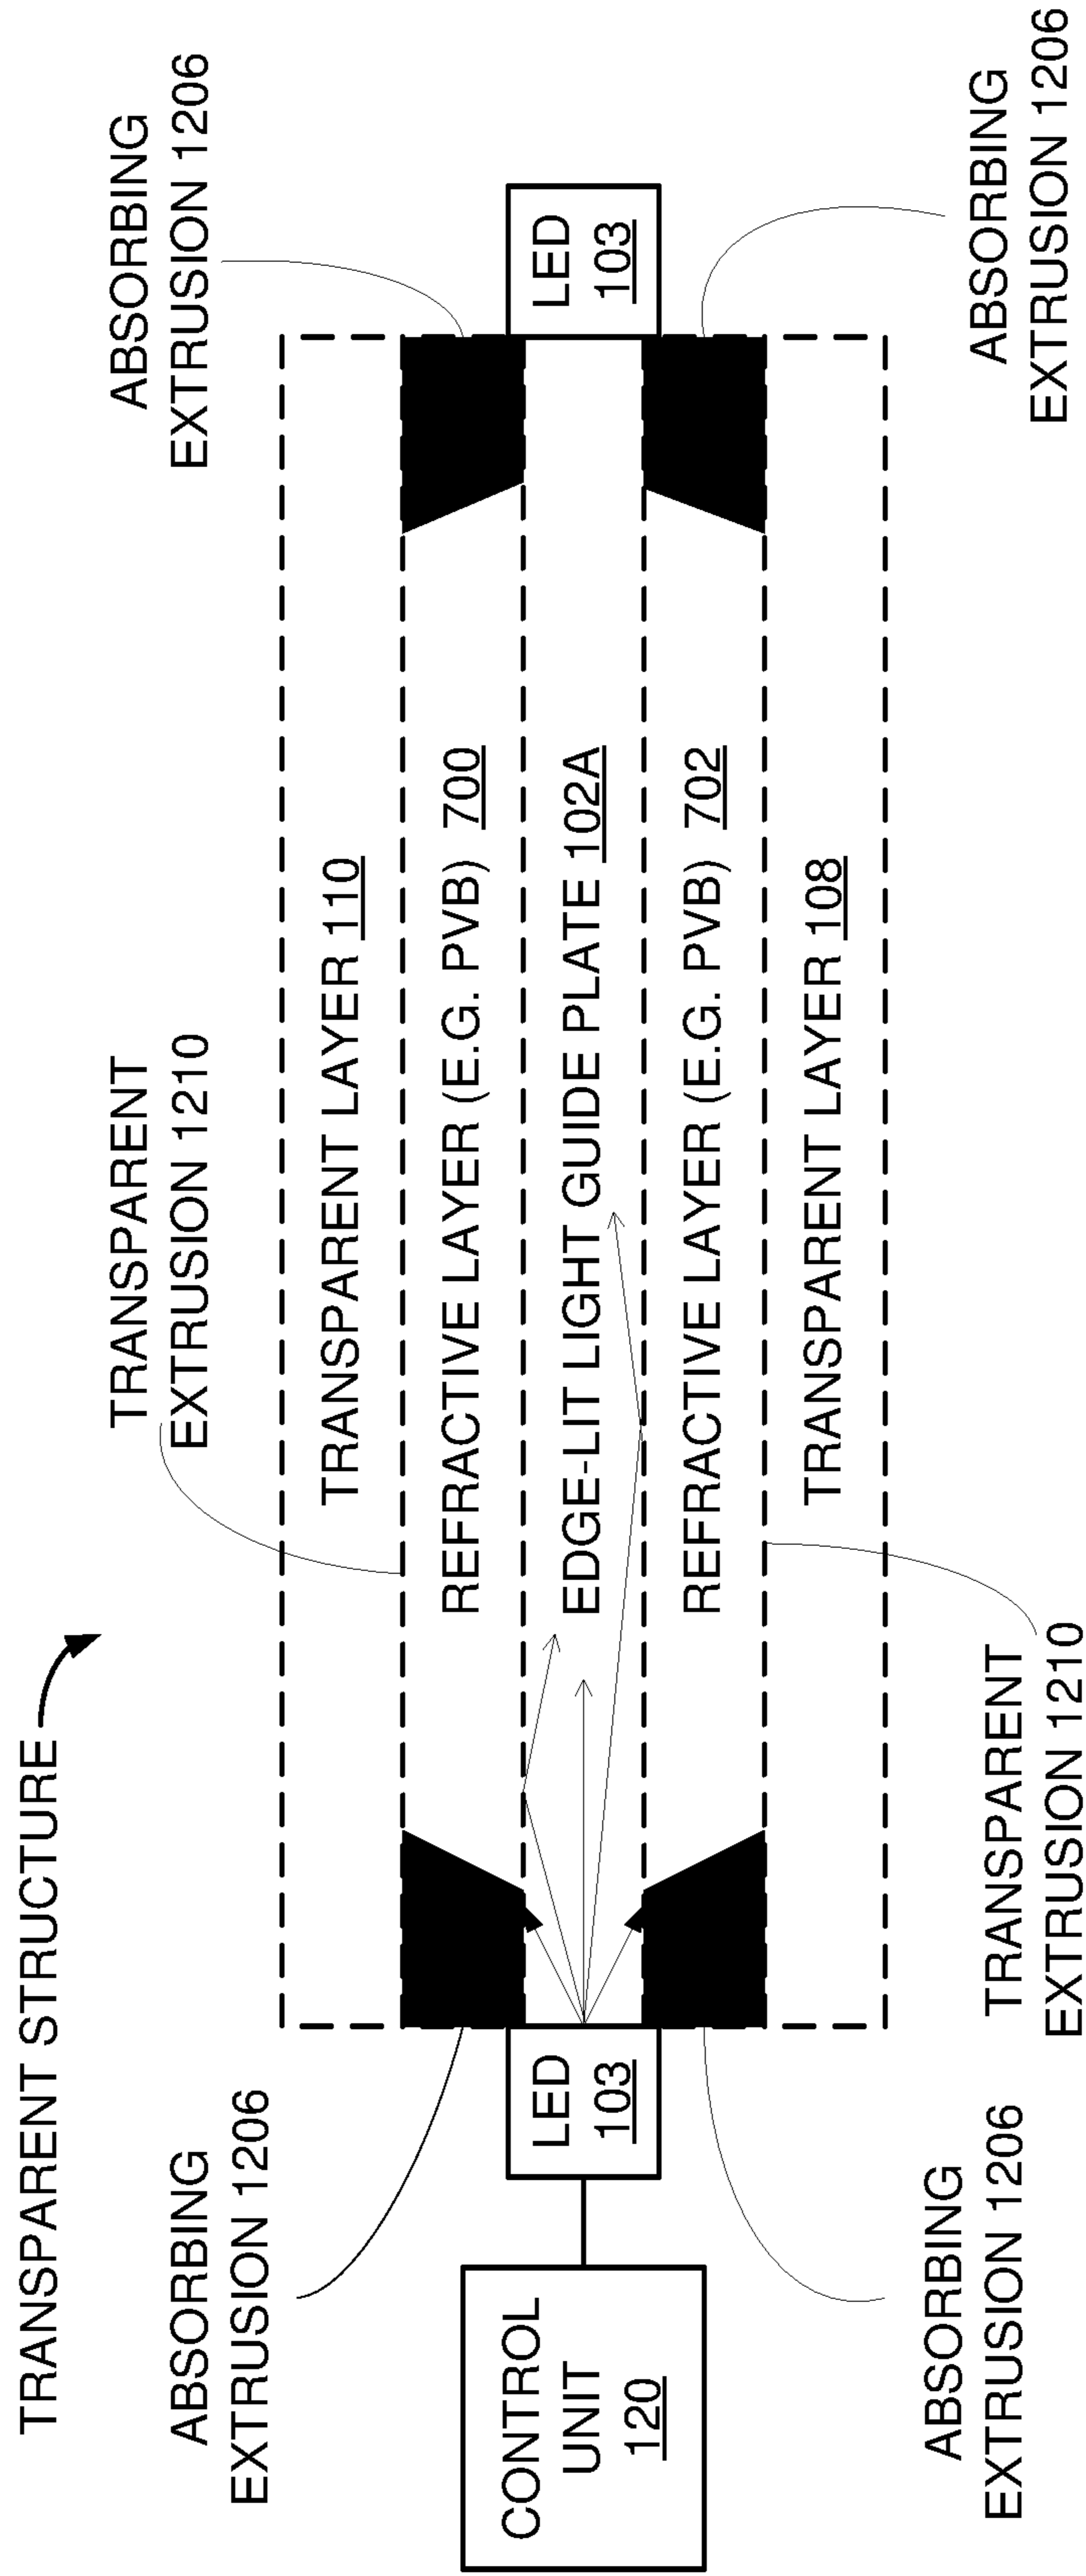 TRANSPARENT STRUCTURE
ABSORBING
EXTRUSION 1206
TRANSPARENT
EXTRUSION 1210
ABSORBING
EXTRUSION 1206
TRANSPARENT LAYER 110
REFRACTIVE LAYER (E.G. PVB) 700
CONTROL
UNIT
120
LED
103
EDGE-LIT LIGHT GUIDE PLATE 102A
LED
103
REFRACTIVE LAYER (E.G. PVB) 702
TRANSPARENT LAYER 108
ABSORBING
EXTRUSION 1206
TRANSPARENT
EXTRUSION 1210
ABSORBING
EXTRUSION 1206